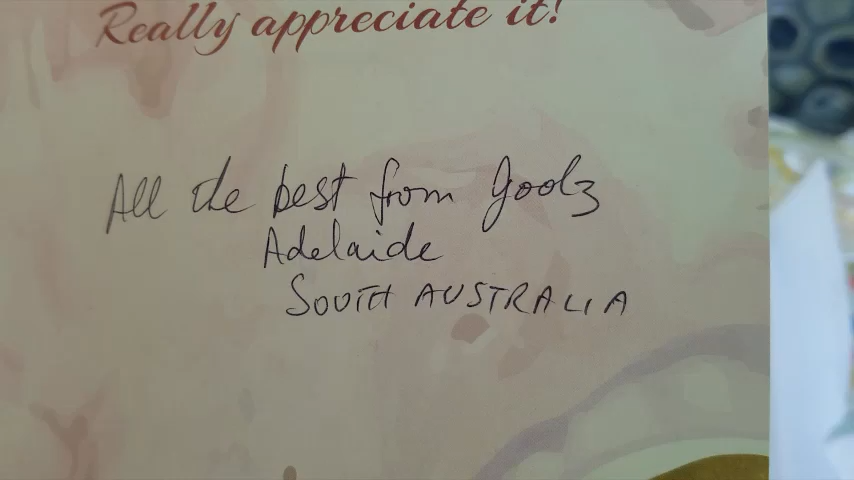 Really appreciate it!
All the best from Joolz
Adelaide
SOUTH AUSTRALIA